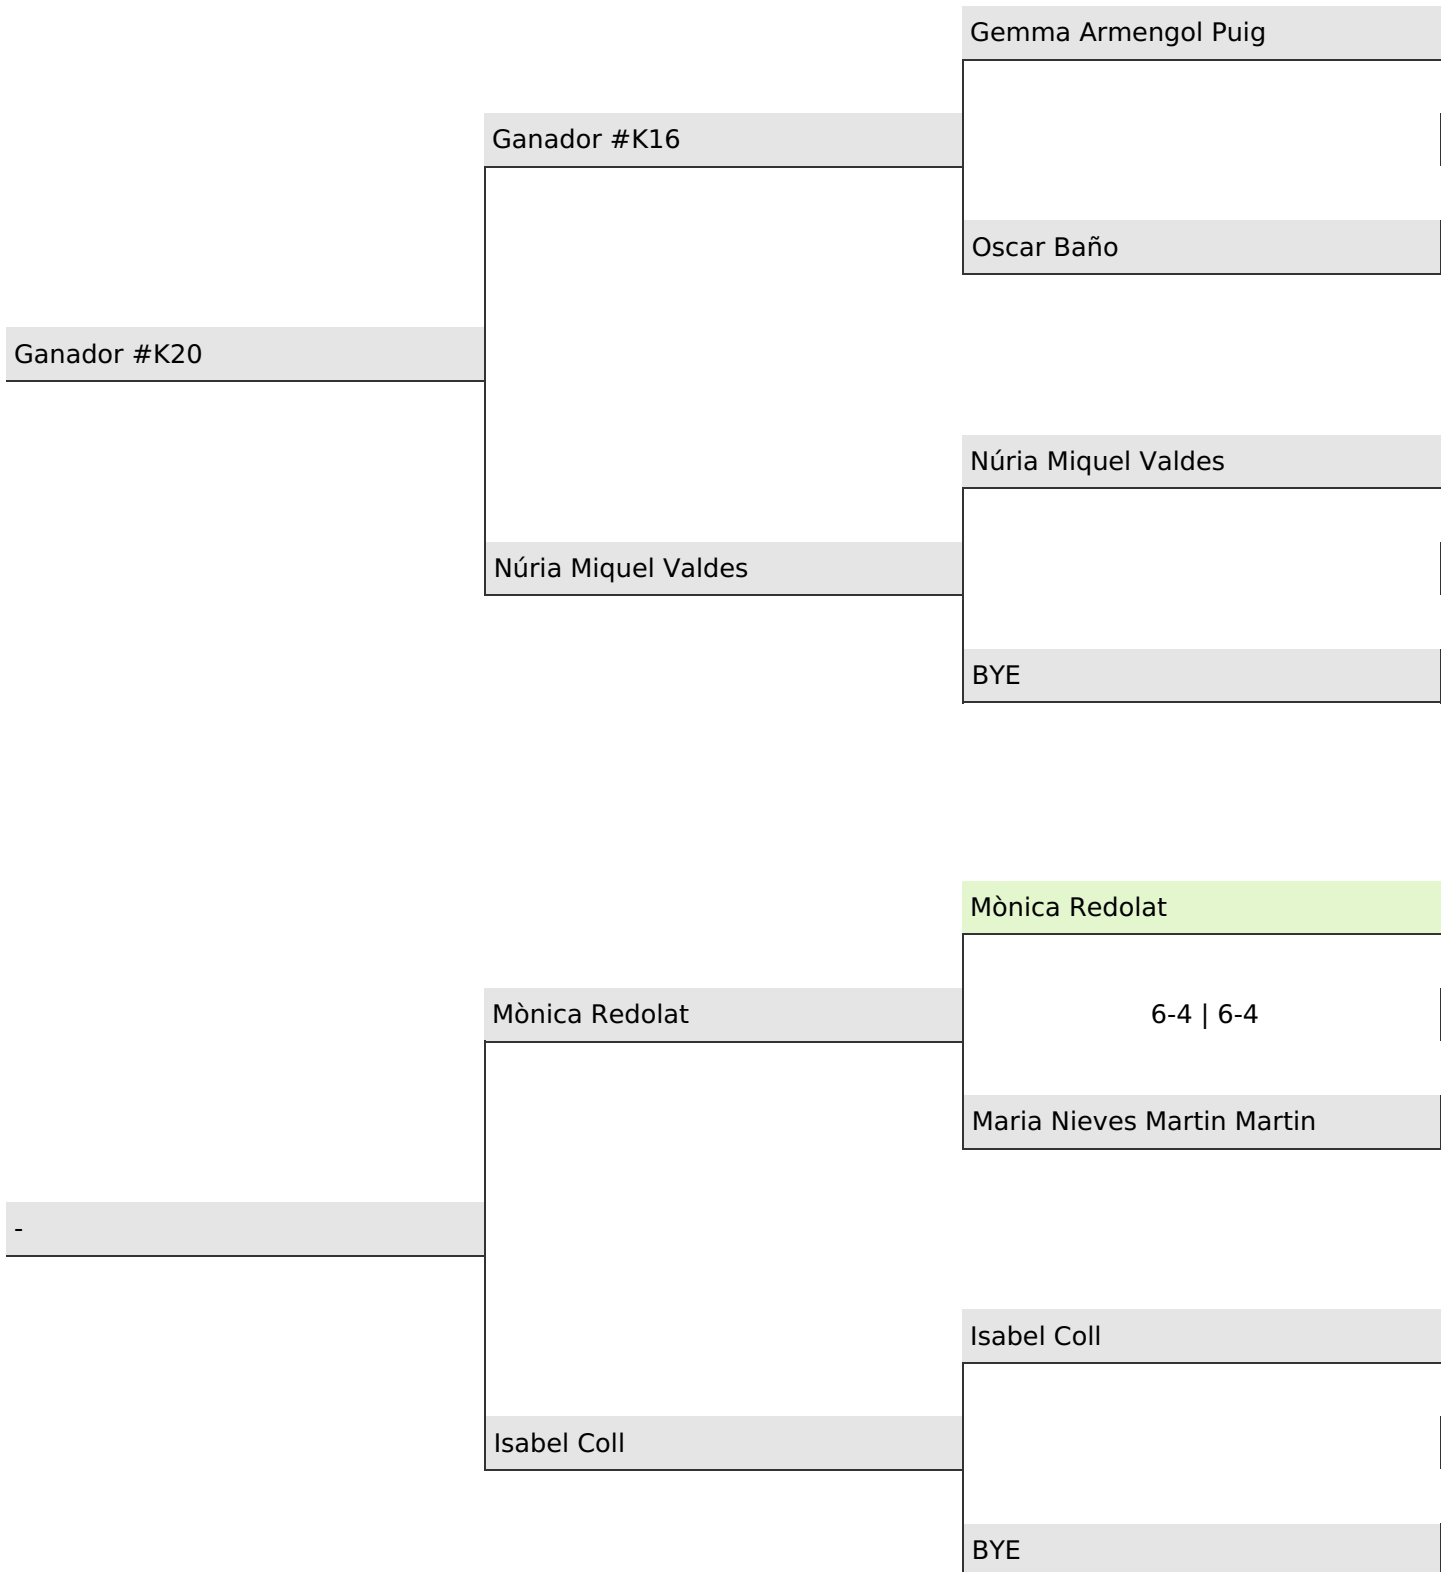 Gemma Armengol Puig
Ganador #K16
Oscar Baño
Ganador #K20
Núria Miquel Valdes
Núria Miquel Valdes
BYE
Mònica Redolat
Mònica Redolat
6-4 | 6-4
Maria Nieves Martin Martin
-
Isabel Coll
Isabel Coll
BYE